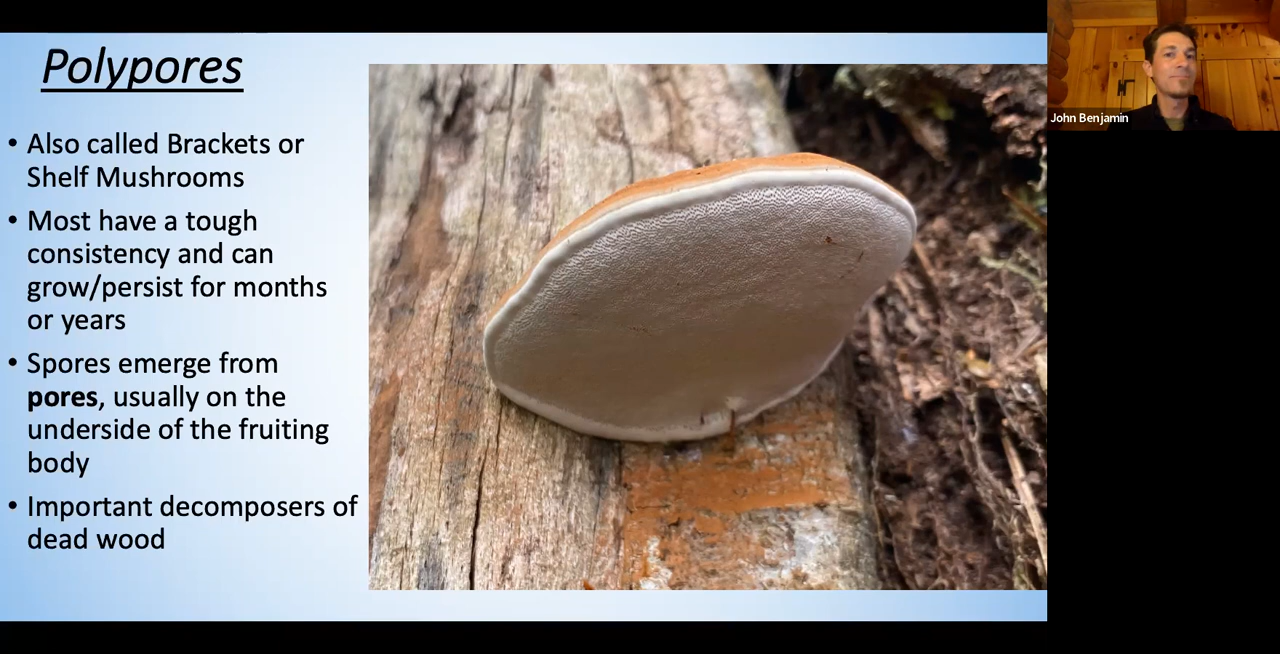 Polypores
John Benjamin
• Also called Brackets or
Shelf Mushrooms
• Most have a tough
consistency and can
grow/persist for months
or years
• Spores emerge from
pores, usually on the
underside of the fruiting
body
• Important decomposers of
dead wood